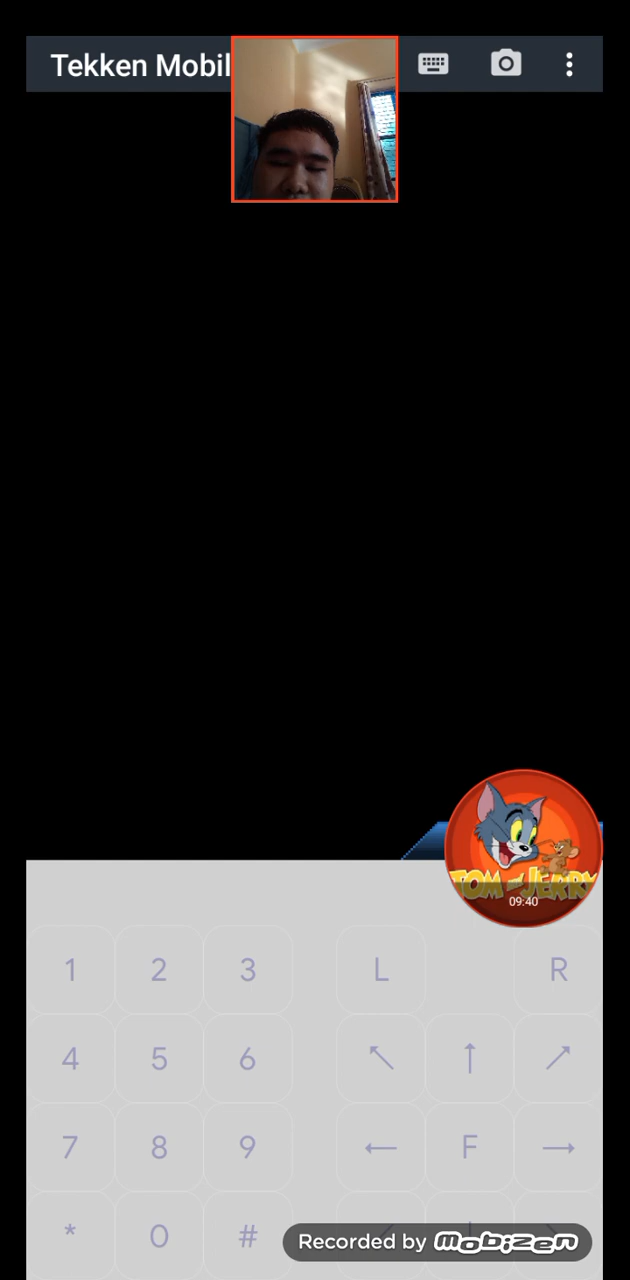 Tekken Mobil
TOM and JERRY
09:40
1 2 3 L R
4 5 6 ↖ ↑ ↗
7 8 9 ← F →
* 0 #
Recorded by mobizen